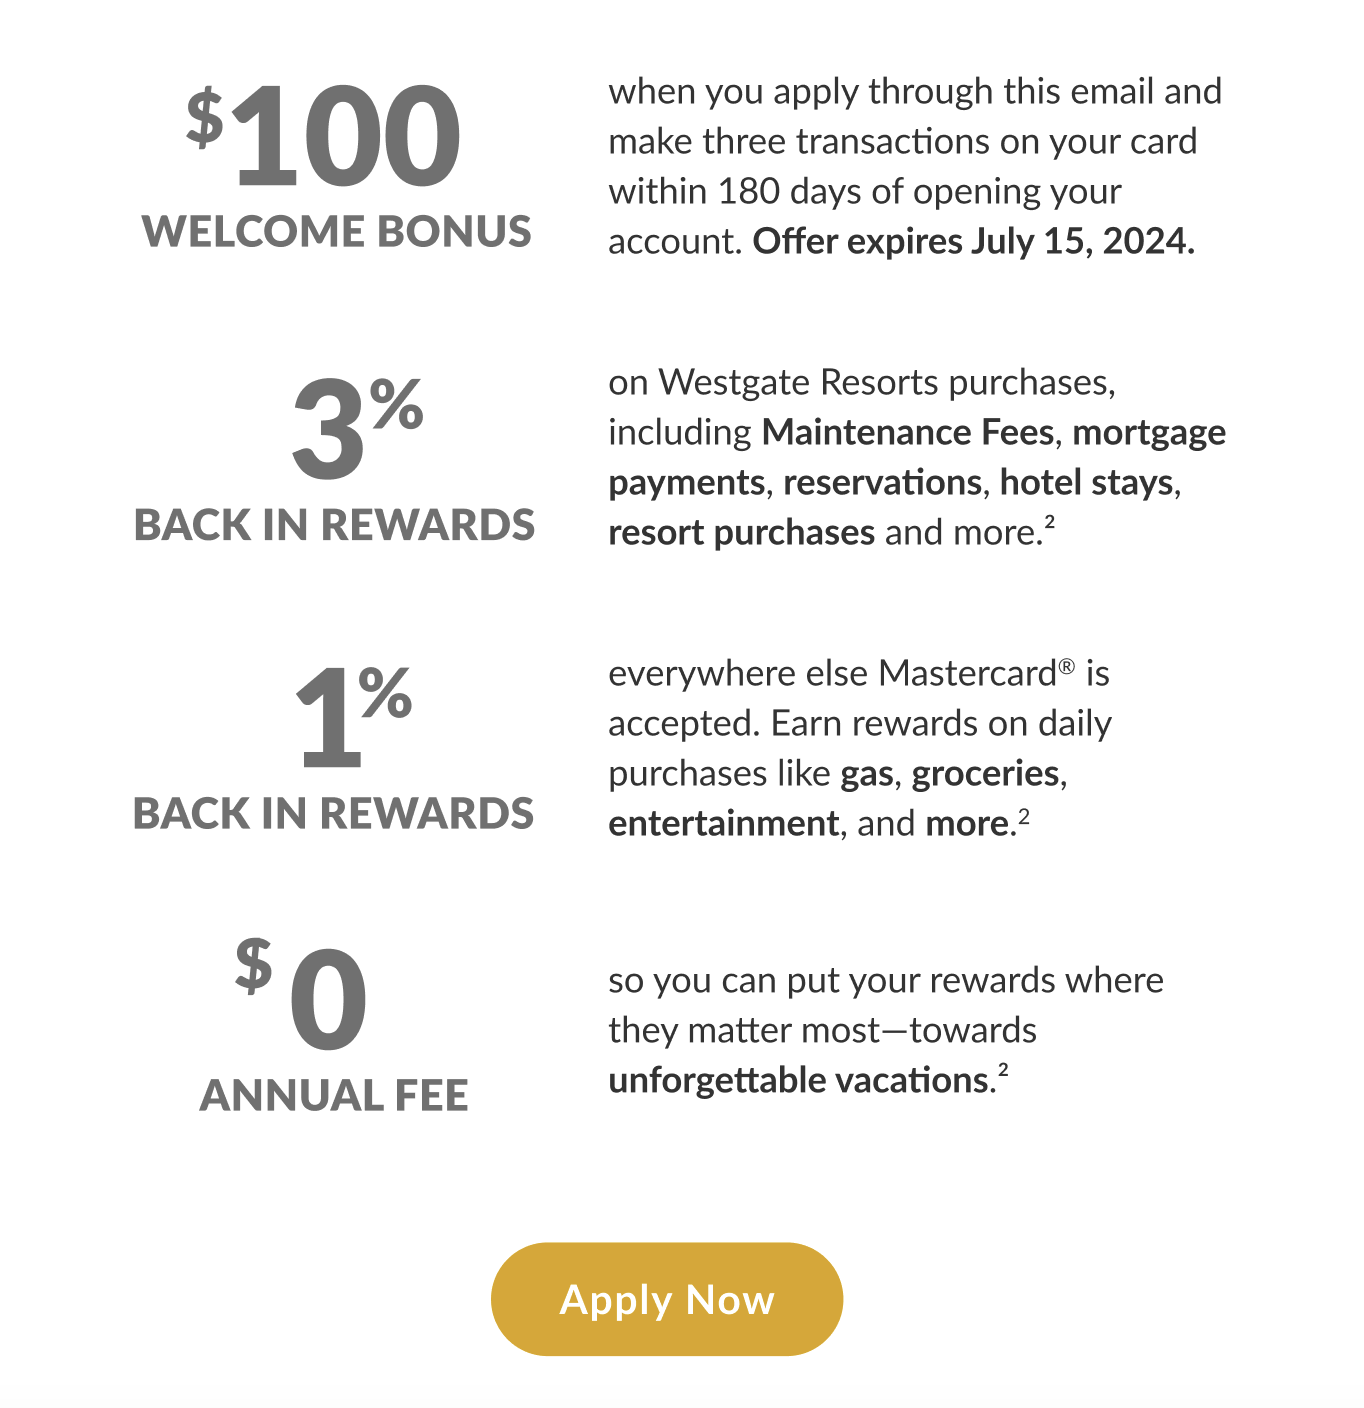 $100
WELCOME BONUS
when you apply through this email and
make three transactions on your card
within 180 days of opening your
account. Offer expires July 15, 2024.
3%
BACK IN REWARDS
on Westgate Resorts purchases,
including Maintenance Fees, mortgage
payments, reservations, hotel stays,
resort purchases and more.²
1%
BACK IN REWARDS
everywhere else Mastercard® is
accepted. Earn rewards on daily
purchases like gas, groceries,
entertainment, and more.²
$0
ANNUAL FEE
so you can put your rewards where
they matter most—towards
unforgettable vacations.²
Apply Now